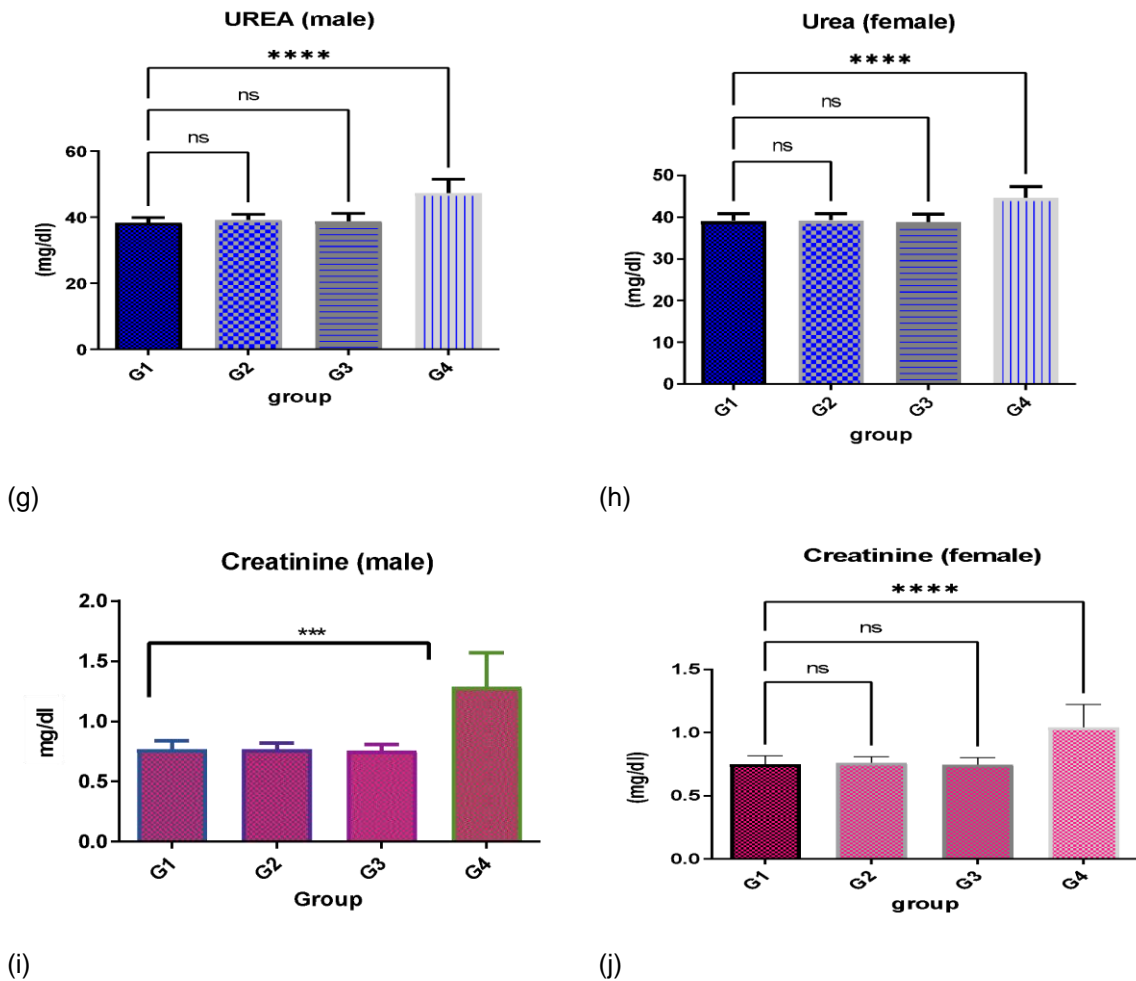 UREA (male)
****
ns
ns
60
40
20
0
(mg/dl)
G1
G2
G3
G4
group
(g)
Urea (female)
****
ns
ns
50
40
30
20
10
0
(mg/dl)
G1
G2
G3
G4
group
(h)
Creatinine (male)
***
2.0
1.5
1.0
0.5
0.0
mg/dl
G1
G2
G3
G4
Group
(i)
Creatinine (female)
****
ns
ns
1.5
1.0
0.5
0.0
(mg/dl)
G1
G2
G3
G4
group
(j)